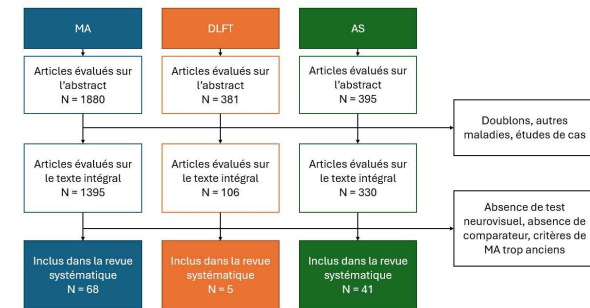 MA
DLFT
AS
Articles évalués sur
l'abstract
N = 1880
Articles évalués sur
l'abstract
N = 381
Articles évalués sur
l'abstract
N = 395
Doublons, autres
maladies, études de cas
Articles évalués sur
le texte intégral
N = 1395
Articles évalués sur
le texte intégral
N = 106
Articles évalués sur
le texte intégral
N = 330
Absence de test
neurovisuel, absence de
comparateur, critères de
MA trop anciens
Inclus dans la revue
systématique
N = 68
Inclus dans la revue
systématique
N = 5
Inclus dans la revue
systématique
N = 41